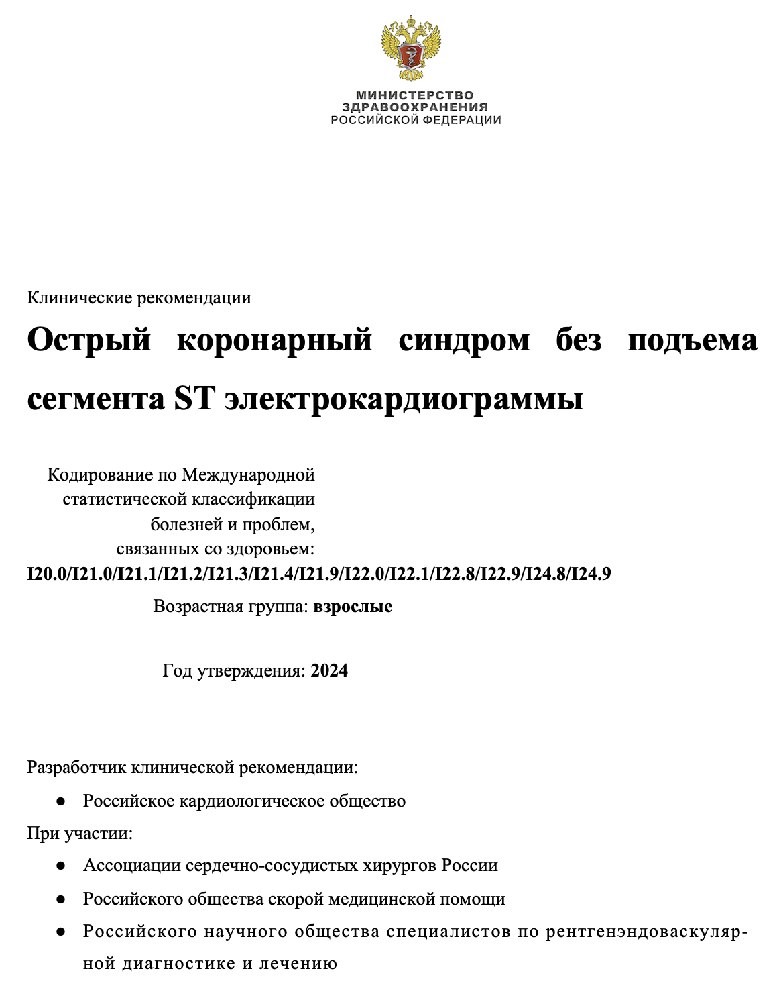 МИНИСТЕРСТВО
ЗДРАВООХРАНЕНИЯ
РОССИЙСКОЙ ФЕДЕРАЦИИ
Клинические рекомендации
Острый коронарный синдром без подъема
сегмента ST электрокардиограммы
Кодирование по Международной
статистической классификации
болезней и проблем,
связанных со здоровьем:
I20.0/I21.0/I21.1/I21.2/I21.3/I21.4/I21.9/I22.0/I22.1/I22.8/I22.9/I24.8/I24.9
Возрастная группа: взрослые
Год утверждения: 2024
Разработчик клинической рекомендации:
● Российское кардиологическое общество
При участии:
● Ассоциации сердечно-сосудистых хирургов России
● Российского общества скорой медицинской помощи
● Российского научного общества специалистов по рентгенэндоваскуляр-
ной диагностике и лечению